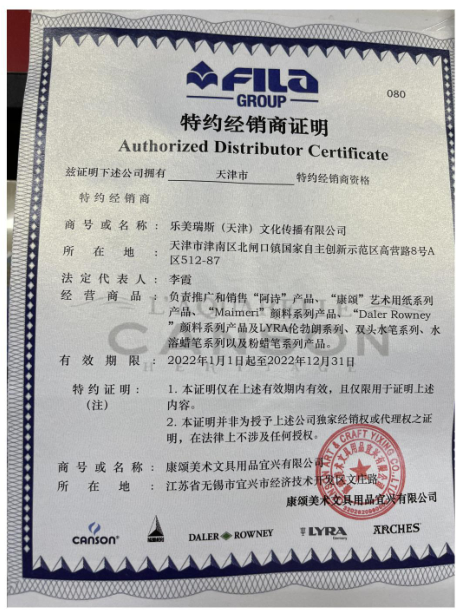 FILA
GROUP
080
特约经销商证明
Authorized Distributor Certificate
兹证明下述公司拥有 天津市 特约经销商资格
特约经销商
商号或名称：乐美瑞斯（天津）文化传播有限公司
所在地：天津市津南区北闸口镇国家自主创新示范区高营路8号A
区512-87
法定代表人：李霞
经营商品：负责推广和销售“阿诗”产品、“康颂”艺术用纸系列
产品、“Maimeri”颜料系列产品、“Daler Rowney
”颜料系列产品及LYRA伦勃朗系列、双头水笔系列、水
溶蜡笔系列以及粉蜡笔系列产品。
有效期限：2022年1月1日起至2022年12月31日
特约证明：1. 本证明仅在上述有效期内有效，且仅限用于证明上述
(注) 内容。
2. 本证明并非为授予上述公司独家经销权或代理权之证
明，在法律上不涉及任何授权。
商号或名称：康颂美术文具用品宜兴有限公司
所在地：江苏省无锡市宜兴市经济技术开发区文庄路
康颂美术文具用品宜兴有限公司
CANSON
HERITAGE
CANSON
DALER ROWNEY
LYRA
Germany
ARCHES